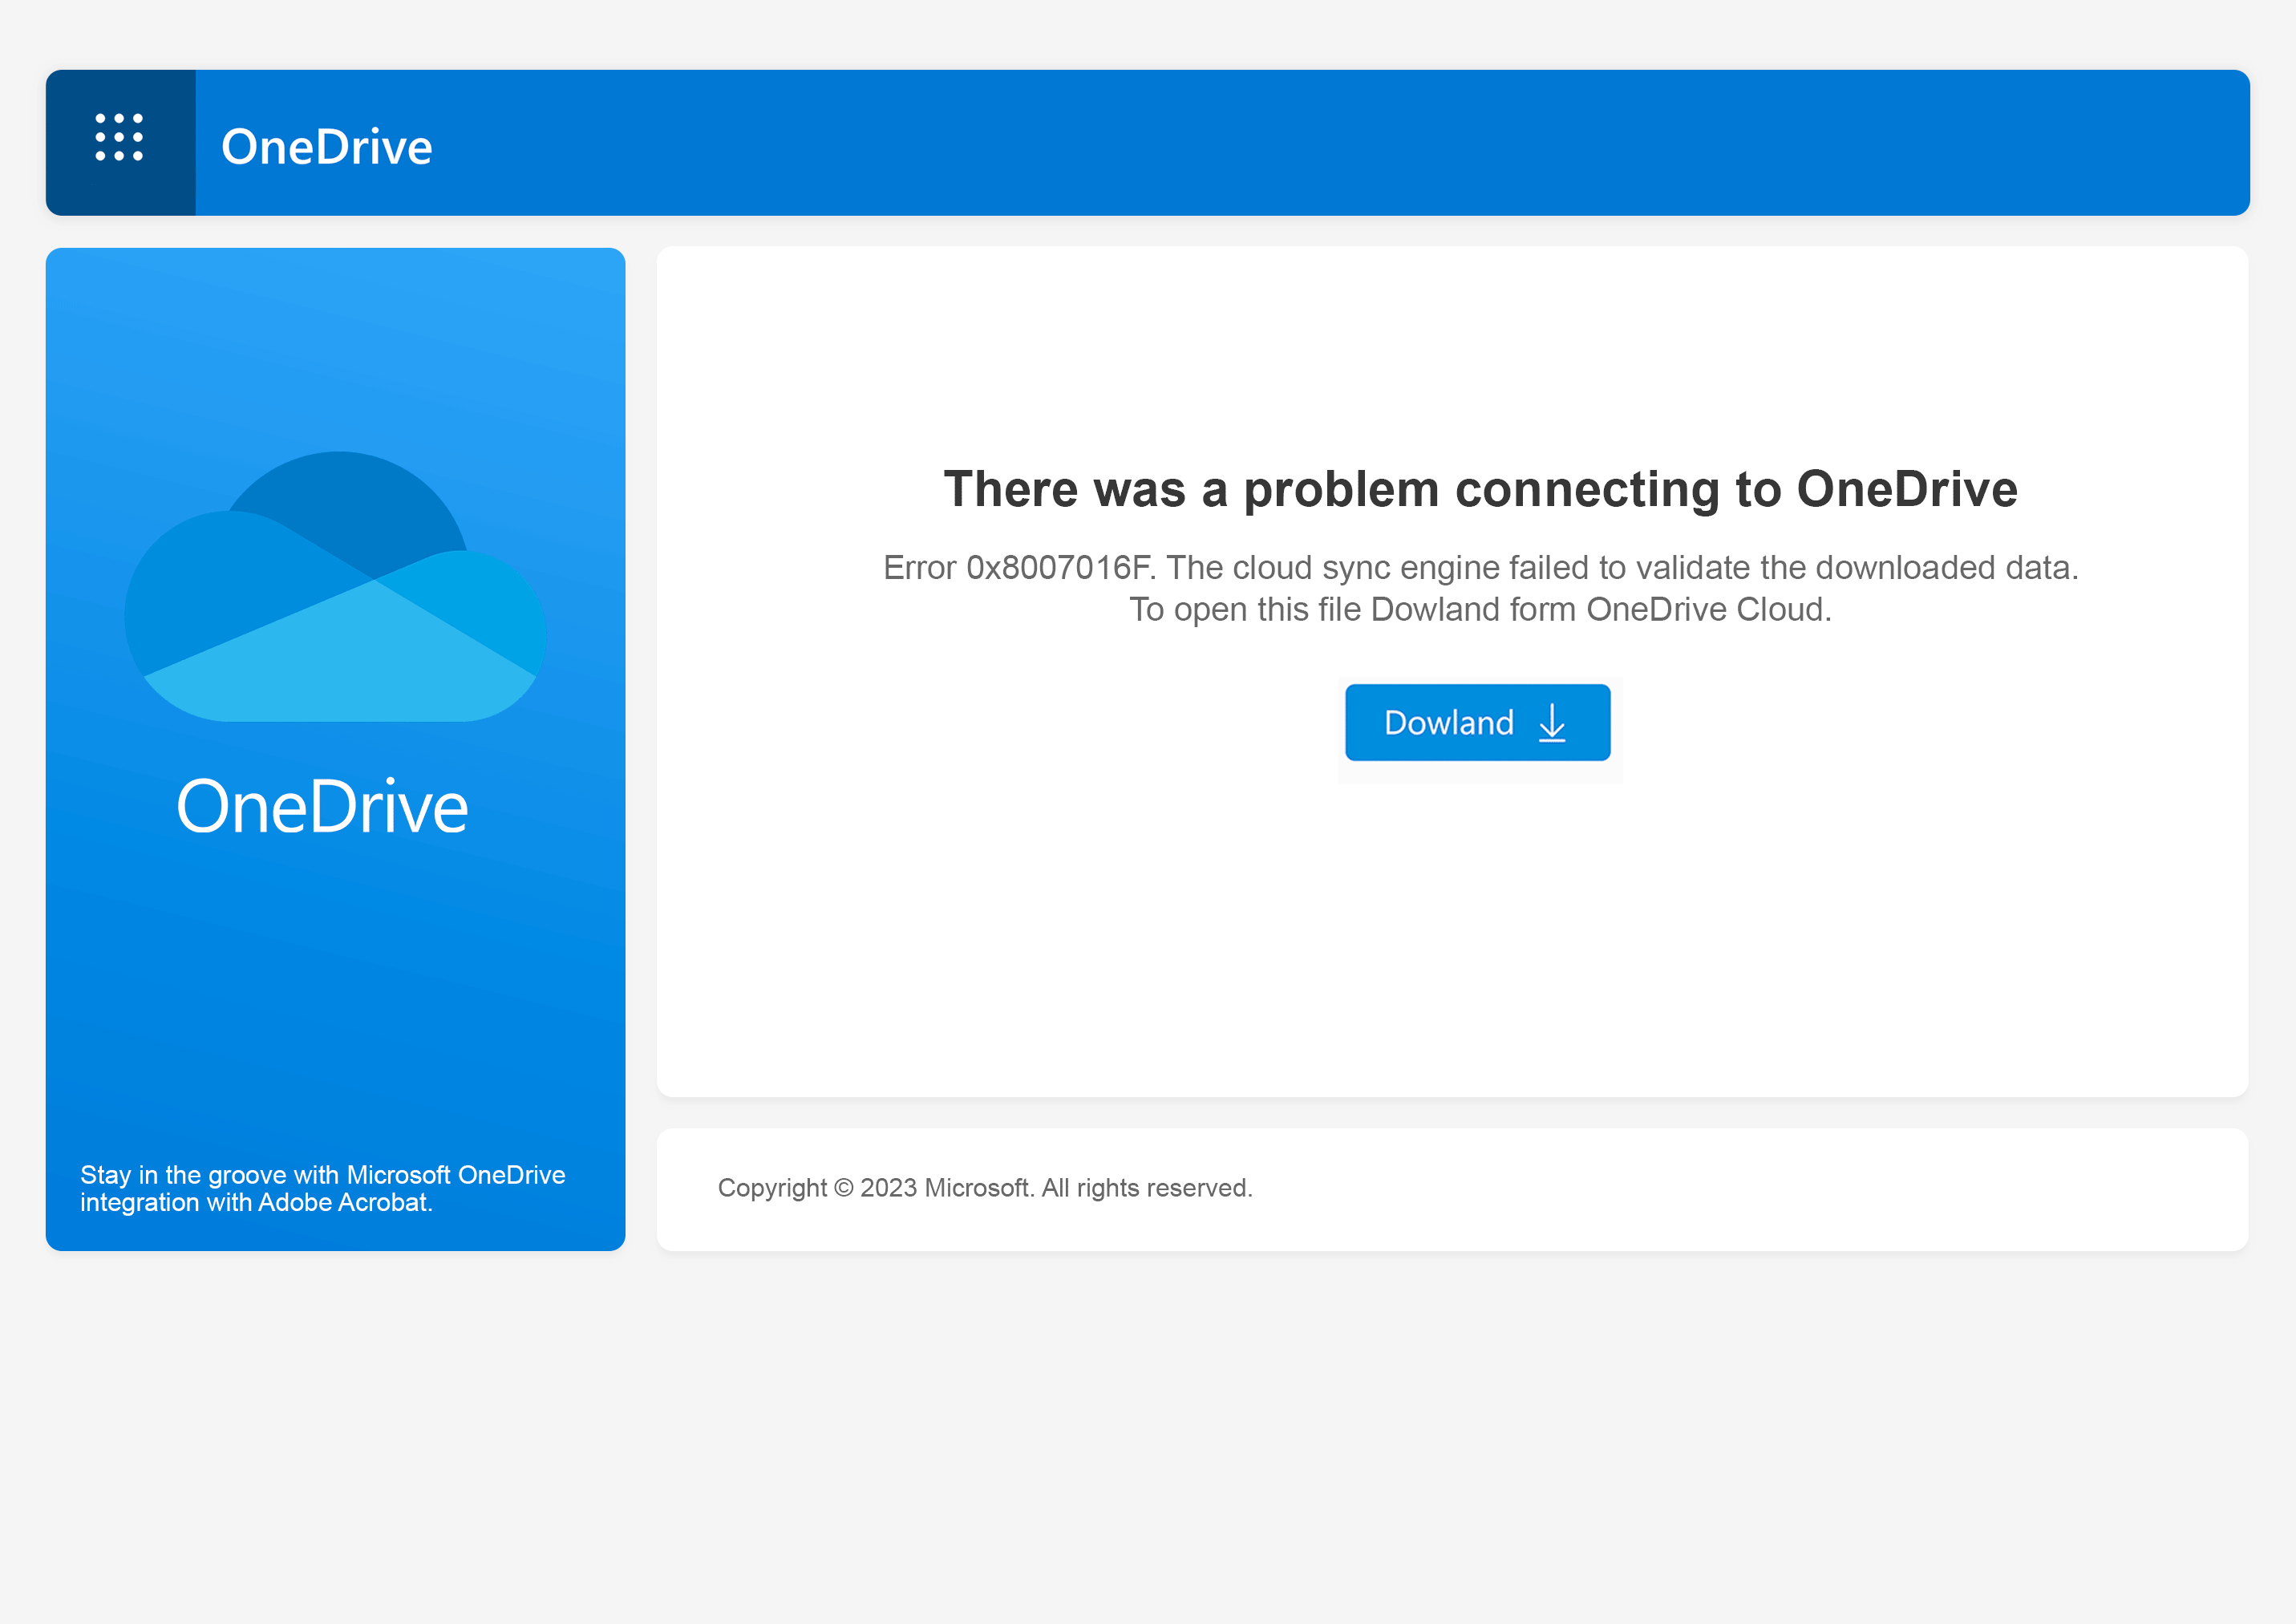 OneDrive
OneDrive
Stay in the groove with Microsoft OneDrive
integration with Adobe Acrobat.
There was a problem connecting to OneDrive
Error 0x8007016F. The cloud sync engine failed to validate the downloaded data.
To open this file Dowland form OneDrive Cloud.
Dowland
Copyright © 2023 Microsoft. All rights reserved.